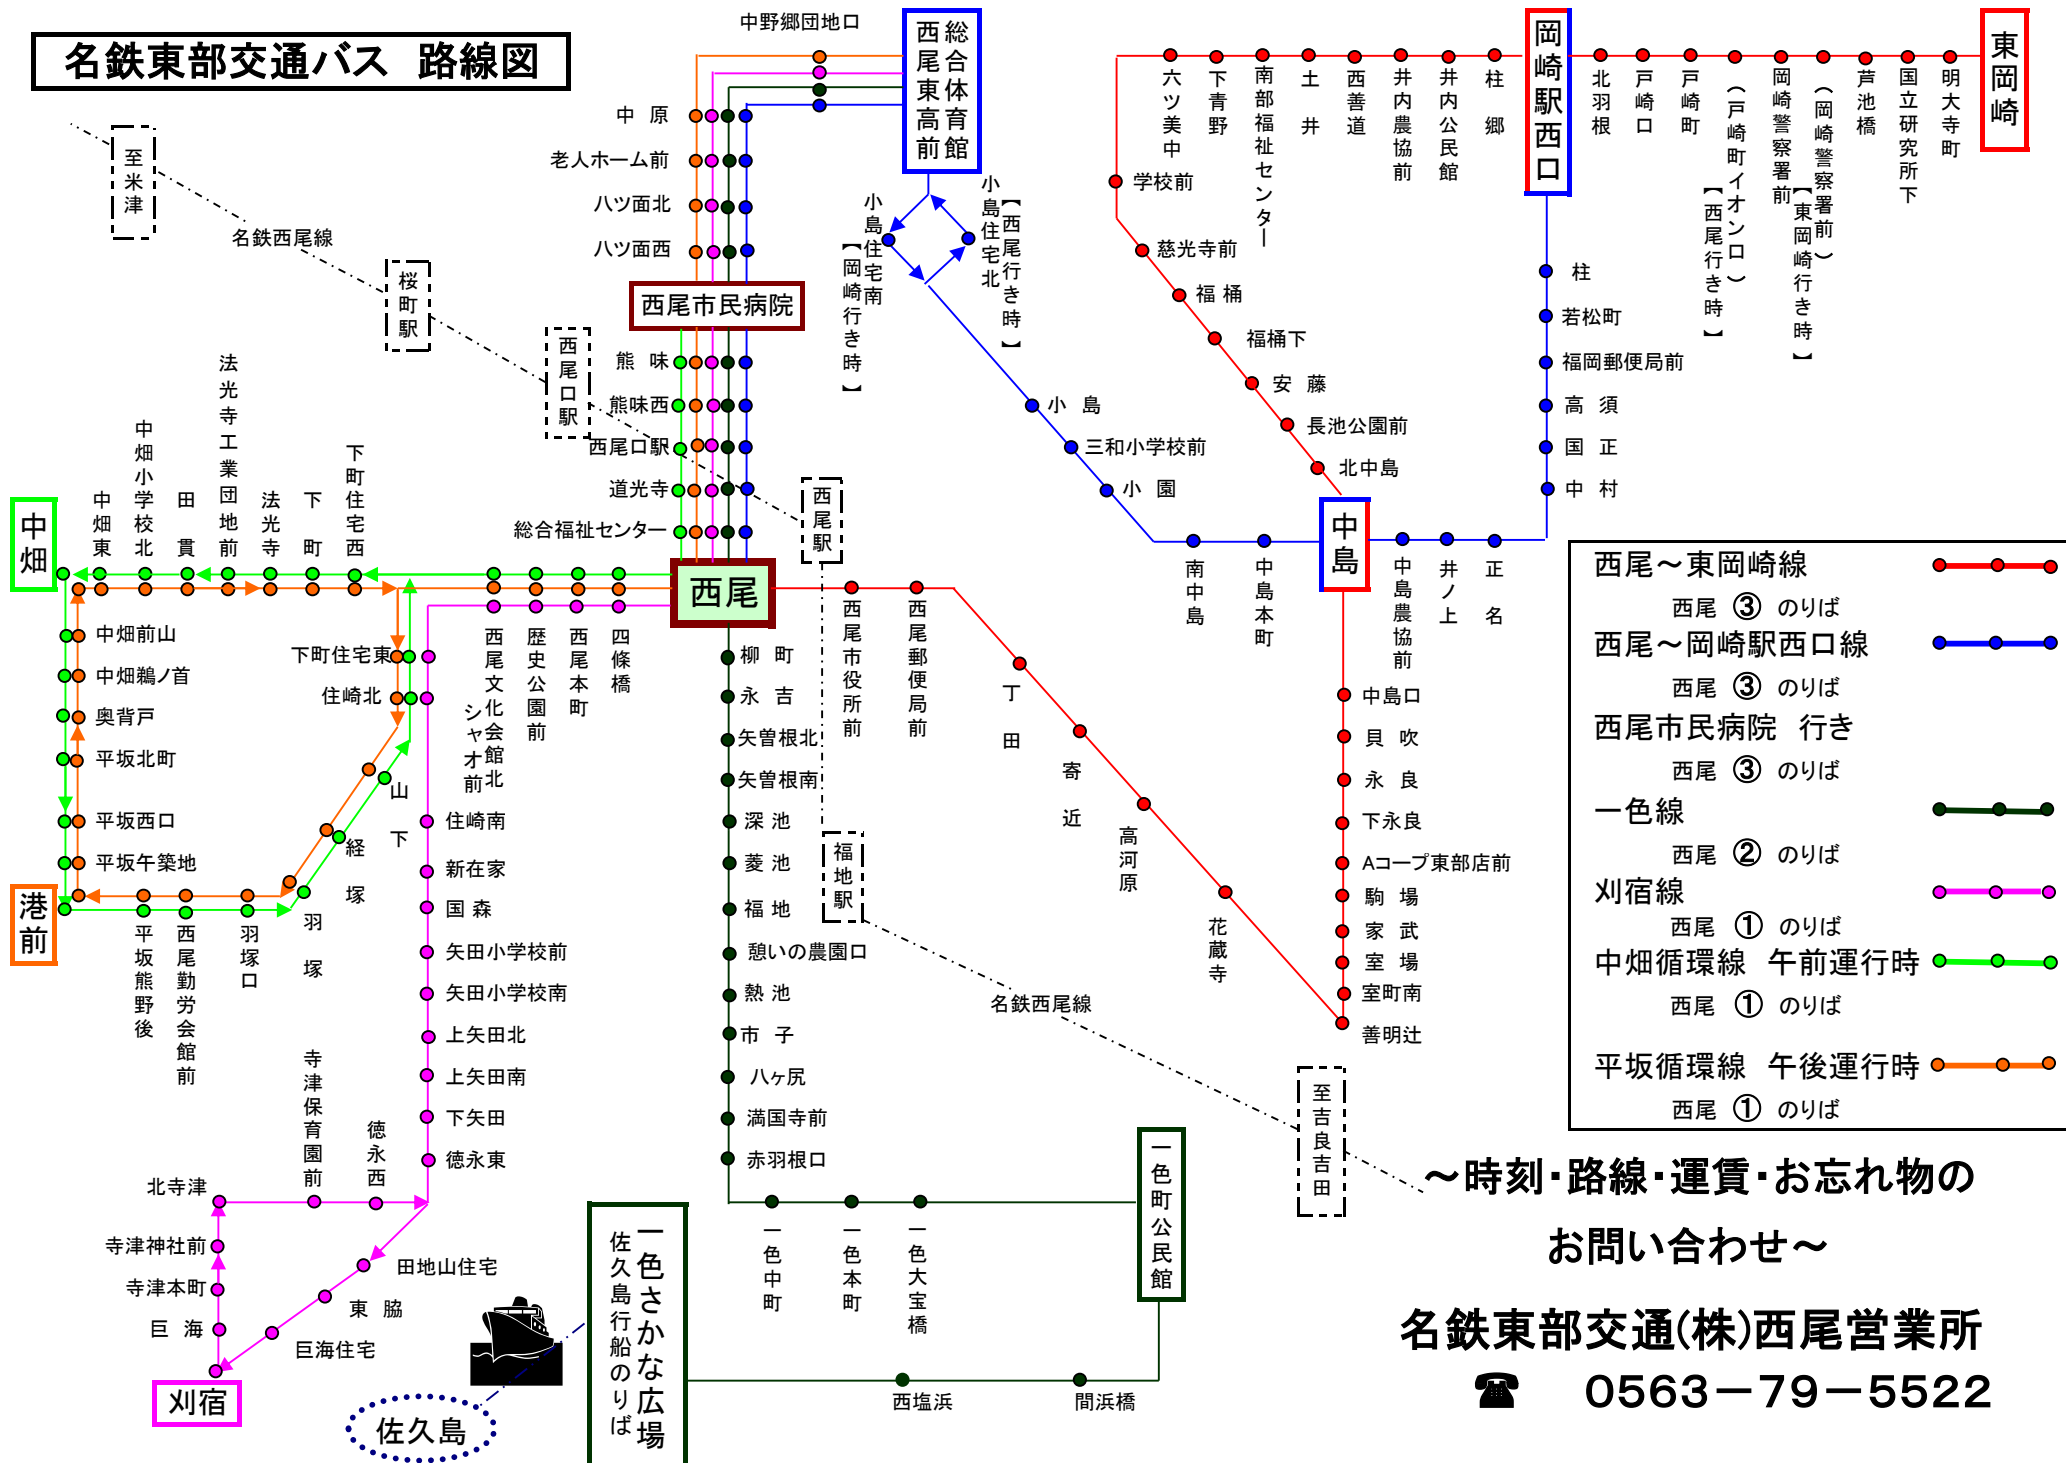 名鉄東部交通バス 路線図
至米津
名鉄西尾線
桜町駅
西尾口駅
西尾駅
福地駅
名鉄西尾線
至吉良吉田
中野郷団地口
西尾東高前
総合体育館
中 原
老人ホーム前
八ツ面北
八ツ面西
西尾市民病院
熊 味
熊味西
西尾口駅
道光寺
総合福祉センター
西尾
小島住宅南
【岡崎行き時】
小島住宅北
【西尾行き時】
小 島
三和小学校前
小 園
南中島
中島本町
中島
中島農協前
井ノ上
正名
六ツ美中
下青野
南部福祉センター
土井
西善道
井内農協前
井内公民館
柱郷
岡崎駅西口
北羽根
戸崎口
戸崎町
(戸崎町イオン口)
【西尾行き時】
岡崎警察署前
(岡崎警察署前)
【東岡崎行き時】
芦池橋
国立研究所下
明大寺町
東岡崎
学校前
慈光寺前
福 桶
福桶下
安 藤
長池公園前
北中島
柱
若松町
福岡郵便局前
高 須
国 正
中 村
中島口
貝 吹
永 良
下永良
Aコープ東部店前
駒 場
家 武
室 場
室町南
善明辻
西尾市役所前
西尾郵便局前
丁田
寄近
高河原
花蔵寺
中畑
中畑東
中畑小学校北
田貫
法光寺工業団地前
法光寺
下町
下町住宅西
西尾文化会館北
シャオ前
歴史公園前
西尾本町
四條橋
中畑前山
中畑鵜ノ首
奥背戸
平坂北町
平坂西口
平坂午築地
港前
平坂熊野後
西尾勤労会館前
羽塚口
羽塚
経塚
山下
下町住宅東
住崎北
住崎南
新在家
国 森
矢田小学校前
矢田小学校南
上矢田北
上矢田南
下矢田
徳永東
寺津保育園前
徳永西
北寺津
寺津神社前
寺津本町
巨 海
刈宿
田地山住宅
東 脇
巨海住宅
柳 町
永 吉
矢曽根北
矢曽根南
深 池
菱 池
福 地
憩いの農園口
熱 池
市 子
八ヶ尻
満国寺前
赤羽根口
一色中町
一色本町
一色大宝橋
一色町公民館
間浜橋
西塩浜
一色さかな広場
佐久島行船のりば
佐久島
西尾～東岡崎線
西尾 ③ のりば
西尾～岡崎駅西口線
西尾 ③ のりば
西尾市民病院 行き
西尾 ③ のりば
一色線
西尾 ② のりば
刈宿線
西尾 ① のりば
中畑循環線 午前運行時
西尾 ① のりば
平坂循環線 午後運行時
西尾 ① のりば
～時刻・路線・運賃・お忘れ物の
お問い合わせ～
名鉄東部交通(株)西尾営業所
☎ 0563－79－5522